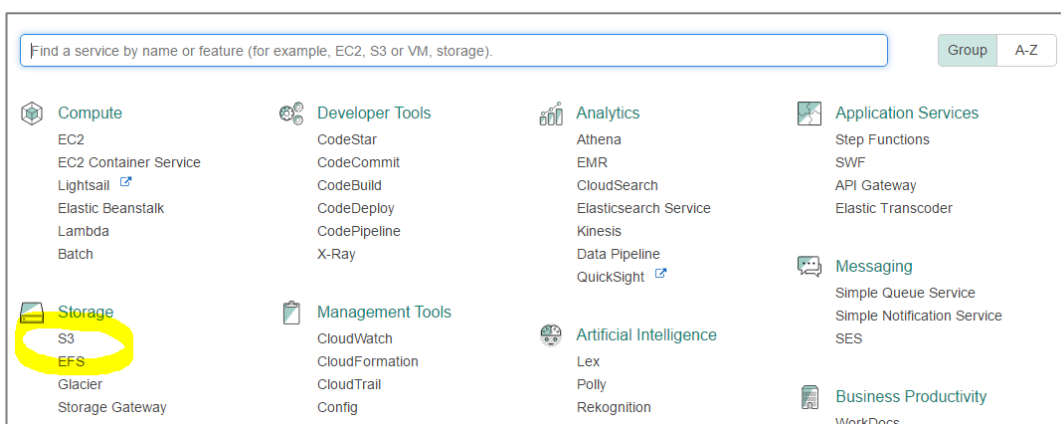 Find a service by name or feature (for example, EC2, S3 or VM, storage).
Group
A-Z
Compute
EC2
EC2 Container Service
Lightsail
Elastic Beanstalk
Lambda
Batch
Storage
S3
EFS
Glacier
Storage Gateway
Developer Tools
CodeStar
CodeCommit
CodeBuild
CodeDeploy
CodePipeline
X-Ray
Management Tools
CloudWatch
CloudFormation
CloudTrail
Config
Analytics
Athena
EMR
CloudSearch
Elasticsearch Service
Kinesis
Data Pipeline
QuickSight
Artificial Intelligence
Lex
Polly
Rekognition
Application Services
Step Functions
SWF
API Gateway
Elastic Transcoder
Messaging
Simple Queue Service
Simple Notification Service
SES
Business Productivity
WorkDocs